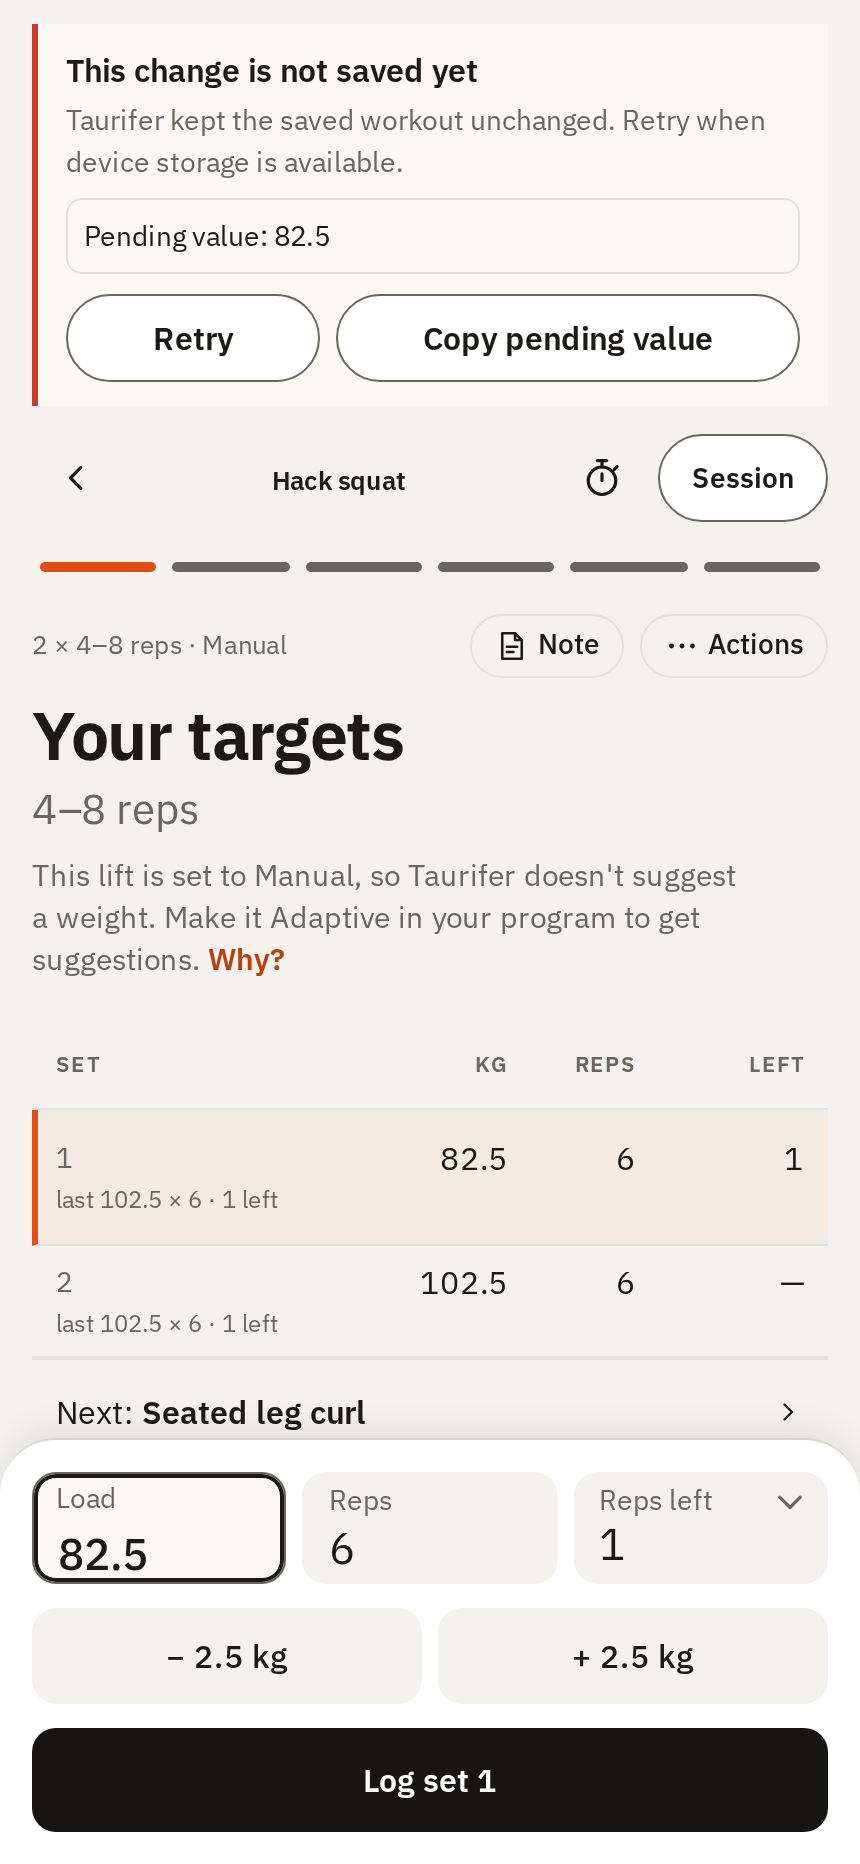 This change is not saved yet
Taurifer kept the saved workout unchanged. Retry when
device storage is available.
Pending value: 82.5
Retry
Copy pending value
Hack squat
Session
2 × 4–8 reps · Manual
Note
Actions
Your targets
4–8 reps
This lift is set to Manual, so Taurifer doesn't suggest
a weight. Make it Adaptive in your program to get
suggestions. Why?
SET KG REPS LEFT
1 82.5 6 1
last 102.5 × 6 · 1 left
2 102.5 6 —
last 102.5 × 6 · 1 left
Next: Seated leg curl
Load
82.5
Reps
6
Reps left
1
− 2.5 kg
+ 2.5 kg
Log set 1